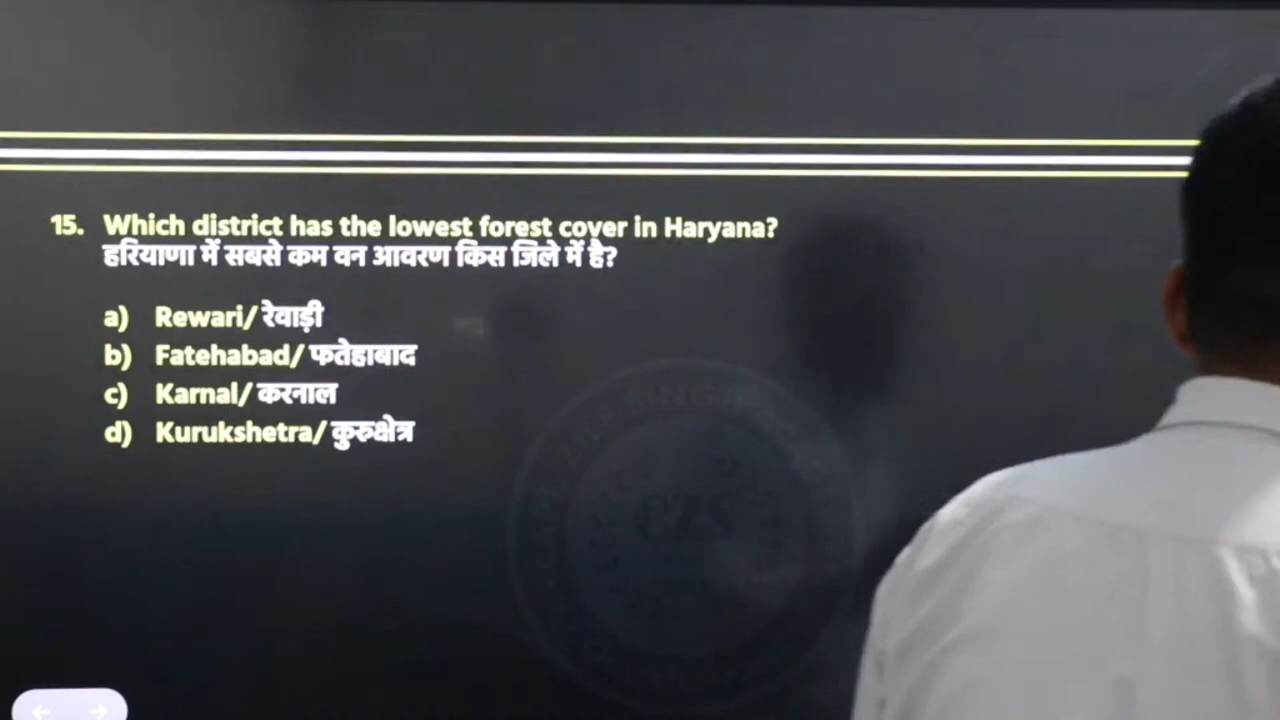 15. Which district has the lowest forest cover in Haryana?
हरियाणा में सबसे कम वन आवरण किस जिले में है?
a) Rewari/ रेवाड़ी
b) Fatehabad/ फतेहाबाद
c) Karnal/ करनाल
d) Kurukshetra/ कुरुक्षेत्र